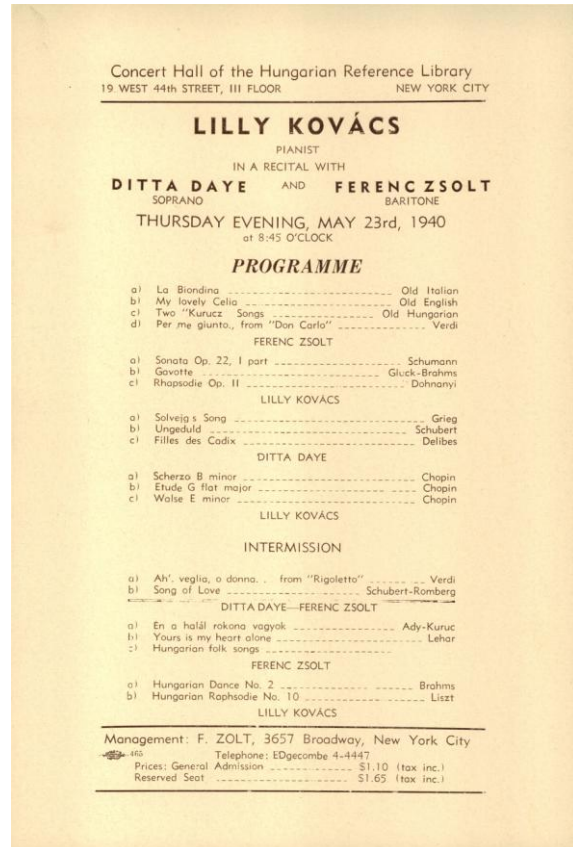 Concert Hall of the Hungarian Reference Library
19 WEST 44th STREET, III FLOOR NEW YORK CITY
LILLY KOVÁCS
PIANIST
IN A RECITAL WITH
DITTA DAYE AND FERENC ZSOLT
SOPRANO BARITONE
THURSDAY EVENING, MAY 23rd, 1940
at 8:45 O'CLOCK
PROGRAMME
a) La Biondina Old Italian
b) My lovely Celia Old English
c) Two "Kurucz Songs Old Hungarian
d) Per me giunto., from "Don Carlo" Verdi
FERENC ZSOLT
a) Sonata Op. 22, I part Schumann
b) Gavotte Gluck-Brahms
c) Rhapsodie Op. II Dohnanyi
LILLY KOVÁCS
a) Solvejg s Song Grieg
b) Ungeduld Schubert
c) Filles des Cadix Delibes
DITTA DAYE
a) Scherzo B minor Chopin
b) Etude G flat major Chopin
c) Walse E minor Chopin
LILLY KOVÁCS
INTERMISSION
a) Ah'. veglia, o donna. . from "Rigoletto" Verdi
b) Song of Love Schubert-Romberg
DITTA DAYE—FERENC ZSOLT
a) En a halál rokona vagyok Ady-Kuruc
b) Yours is my heart alone Lehar
c) Hungarian folk songs
FERENC ZSOLT
a) Hungarian Dance No. 2 Brahms
b) Hungarian Raphsodie No. 10 Liszt
LILLY KOVÁCS
Management: F. ZOLT, 3657 Broadway, New York City
465 Telephone: EDgecombe 4-4447
Prices: General Admission $1.10 (tax inc.)
Reserved Seat $1.65 (tax inc.)